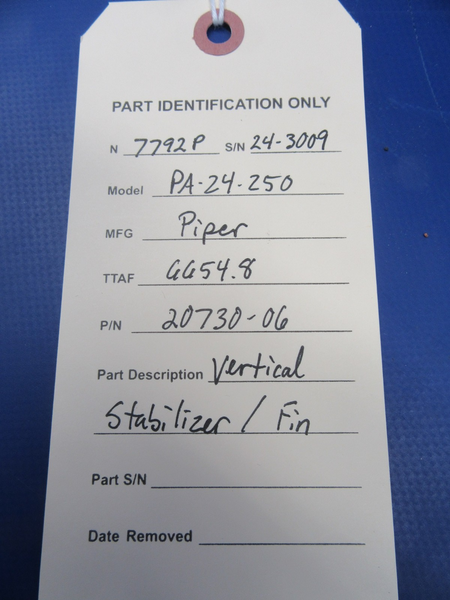 PART IDENTIFICATION ONLY
N 7792P S/N 24-3009
Model PA-24-250
MFG Piper
TTAF 6654.8
P/N 20730-06
Part Description Vertical
Stabilizer / Fin
Part S/N
Date Removed